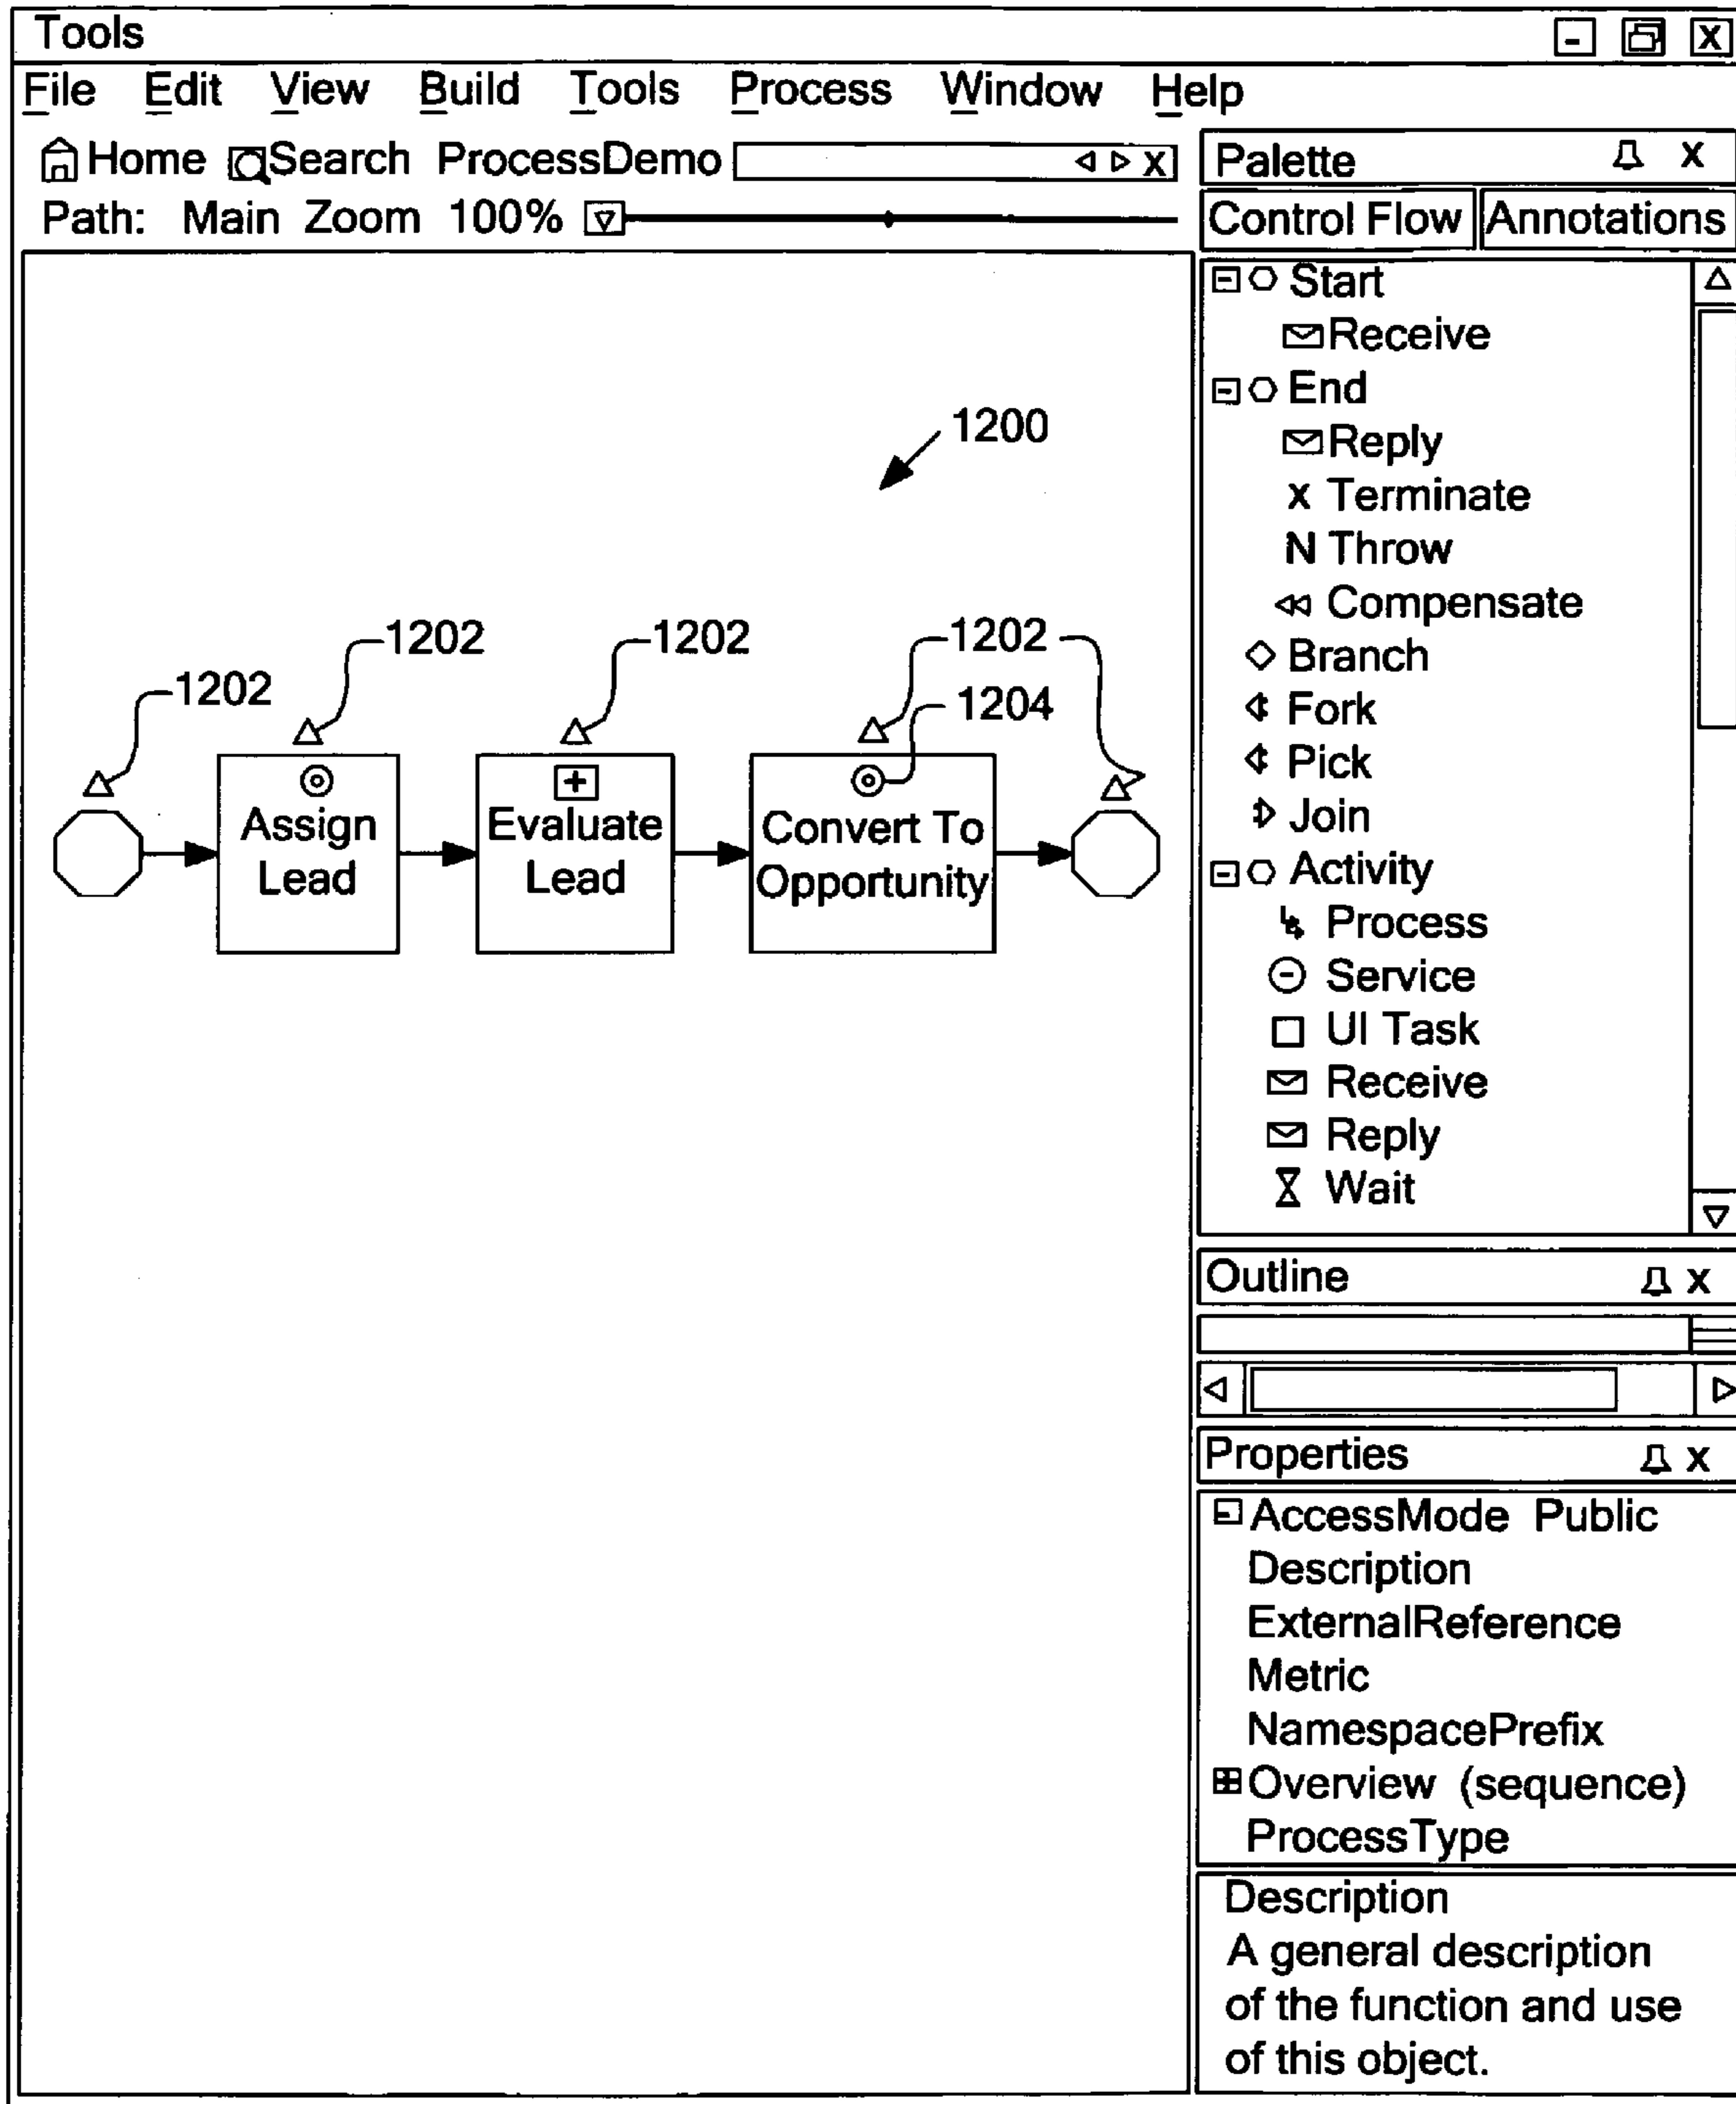 Tools
File Edit View Build Tools Process Window Help
Home Search ProcessDemo
Path: Main Zoom 100%
1200
1202 1202 1202
1202 1204
Assign Lead
Evaluate Lead
Convert To Opportunity
Palette X
Control Flow Annotations
Start
Receive
End
Reply
X Terminate
N Throw
Compensate
Branch
Fork
Pick
Join
Activity
Process
Service
UI Task
Receive
Reply
Wait
Outline X
Properties X
AccessMode Public
Description
ExternalReference
Metric
NamespacePrefix
Overview (sequence)
ProcessType
Description
A general description
of the function and use
of this object.